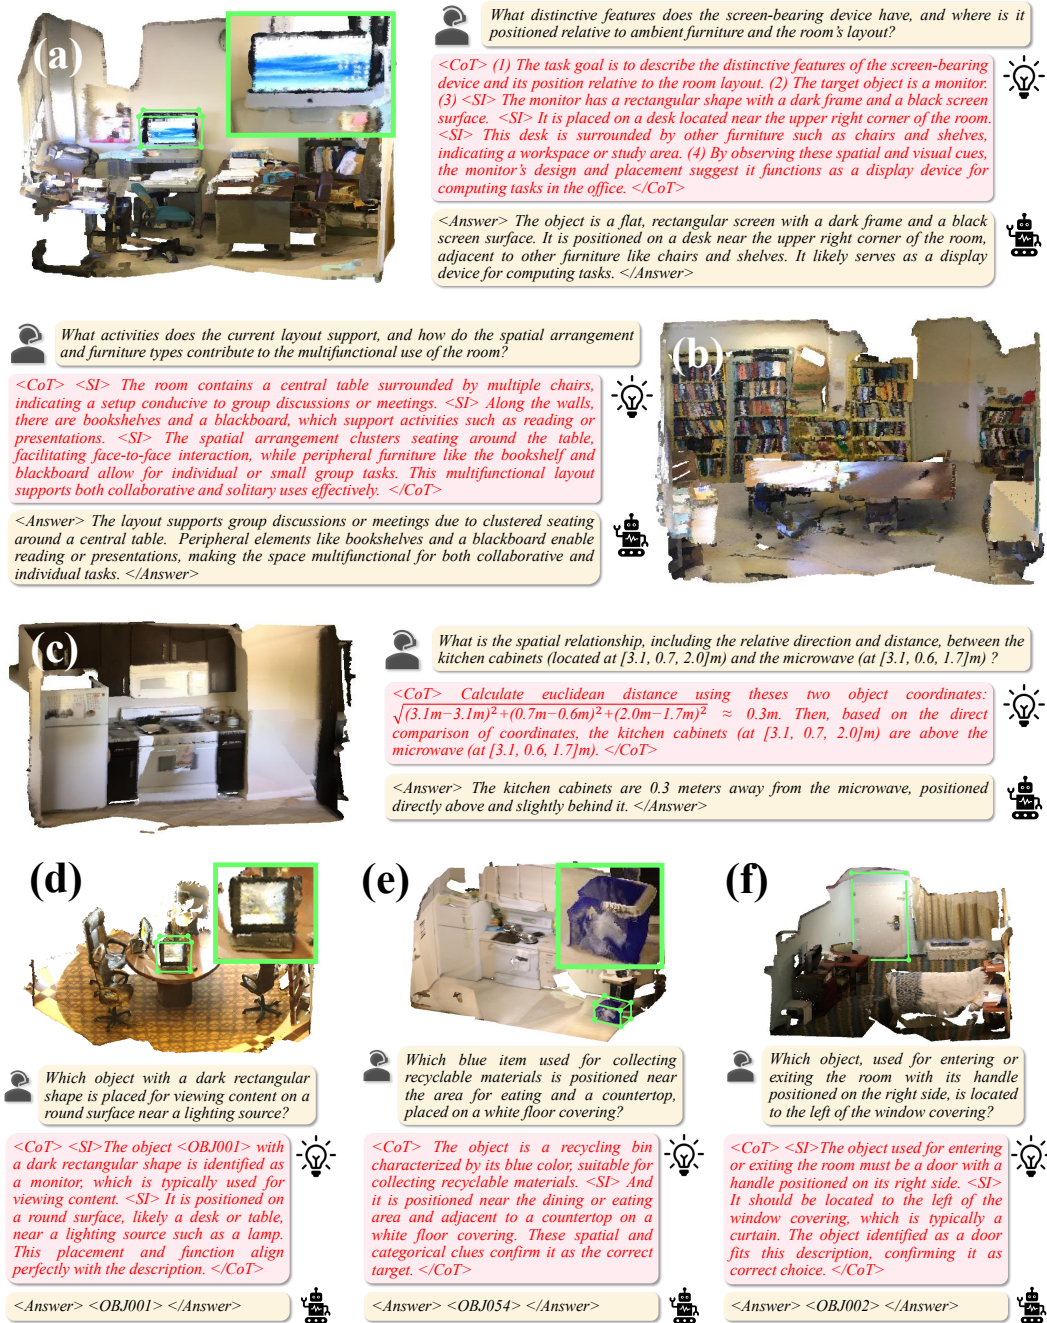 (a)
What distinctive features does the screen-bearing device have, and where is it
positioned relative to ambient furniture and the room's layout?
<CoT> (1) The task goal is to describe the distinctive features of the screen-bearing
device and its position relative to the room layout. (2) The target object is a monitor.
(3) <SI> The monitor has a rectangular shape with a dark frame and a black screen
surface. <SI> It is placed on a desk located near the upper right corner of the room.
<SI> This desk is surrounded by other furniture such as chairs and shelves,
indicating a workspace or study area. (4) By observing these spatial and visual cues,
the monitor's design and placement suggest it functions as a display device for
computing tasks in the office. </CoT>
<Answer> The object is a flat, rectangular screen with a dark frame and a black
screen surface. It is positioned on a desk near the upper right corner of the room,
adjacent to other furniture like chairs and shelves. It likely serves as a display
device for computing tasks. </Answer>
What activities does the current layout support, and how do the spatial arrangement
and furniture types contribute to the multifunctional use of the room?
<CoT> <SI> The room contains a central table surrounded by multiple chairs,
indicating a setup conducive to group discussions or meetings. <SI> Along the walls,
there are bookshelves and a blackboard, which support activities such as reading or
presentations. <SI> The spatial arrangement clusters seating around the table,
facilitating face-to-face interaction, while peripheral furniture like the bookshelf and
blackboard allow for individual or small group tasks. This multifunctional layout
supports both collaborative and solitary uses effectively. </CoT>
<Answer> The layout supports group discussions or meetings due to clustered seating
around a central table. Peripheral elements like bookshelves and a blackboard enable
reading or presentations, making the space multifunctional for both collaborative and
individual tasks. </Answer>
(b)
(c)
What is the spatial relationship, including the relative direction and distance, between the
kitchen cabinets (located at [3.1, 0.7, 2.0]m) and the microwave (at [3.1, 0.6, 1.7]m) ?
<CoT> Calculate euclidean distance using theses two object coordinates:
√(3.1m−3.1m)²+(0.7m−0.6m)²+(2.0m−1.7m)² ≈ 0.3m. Then, based on the direct
comparison of coordinates, the kitchen cabinets (at [3.1, 0.7, 2.0]m) are above the
microwave (at [3.1, 0.6, 1.7]m). </CoT>
<Answer> The kitchen cabinets are 0.3 meters away from the microwave, positioned
directly above and slightly behind it. </Answer>
(d)
Which object with a dark rectangular
shape is placed for viewing content on a
round surface near a lighting source?
<CoT> <SI>The object <OBJ001> with
a dark rectangular shape is identified as
a monitor, which is typically used for
viewing content. <SI> It is positioned on
a round surface, likely a desk or table,
near a lighting source such as a lamp.
This placement and function align
perfectly with the description. </CoT>
<Answer> <OBJ001> </Answer>
(e)
Which blue item used for collecting
recyclable materials is positioned near
the area for eating and a countertop,
placed on a white floor covering?
<CoT> The object is a recycling bin
characterized by its blue color, suitable for
collecting recyclable materials. <SI> And
it is positioned near the dining or eating
area and adjacent to a countertop on a
white floor covering. These spatial and
categorical clues confirm it as the correct
target. </CoT>
<Answer> <OBJ054> </Answer>
(f)
Which object, used for entering or
exiting the room with its handle
positioned on the right side, is located
to the left of the window covering?
<CoT> <SI>The object used for entering
or exiting the room must be a door with a
handle positioned on its right side. <SI>
It should be located to the left of the
window covering, which is typically a
curtain. The object identified as a door
fits this description, confirming it as
correct choice. </CoT>
<Answer> <OBJ002> </Answer>